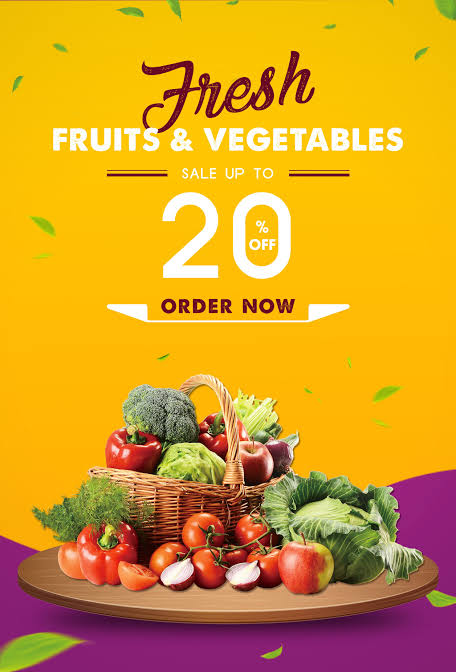 Fresh
FRUITS & VEGETABLES
SALE UP TO
20% OFF
ORDER NOW